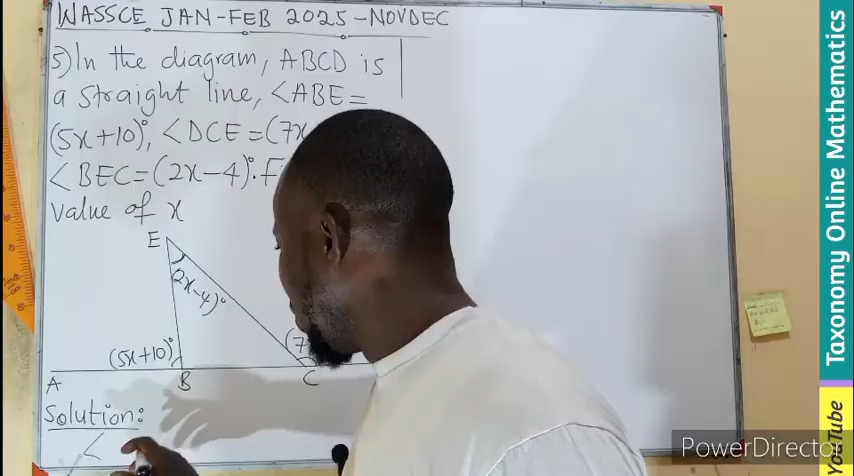 WASSCE JAN-FEB 2025-NOVDEC
5) In the diagram, ABCD is
a straight line, <ABE=
(5x+10)°, <DCE=(7x
<BEC=(2x-4)°. F
value of x
E
(2x-4)°
(5x+10)°
(7
A
B
C
Solution:
<
Taxonomy Online Mathematics
YouTube
PowerDirector